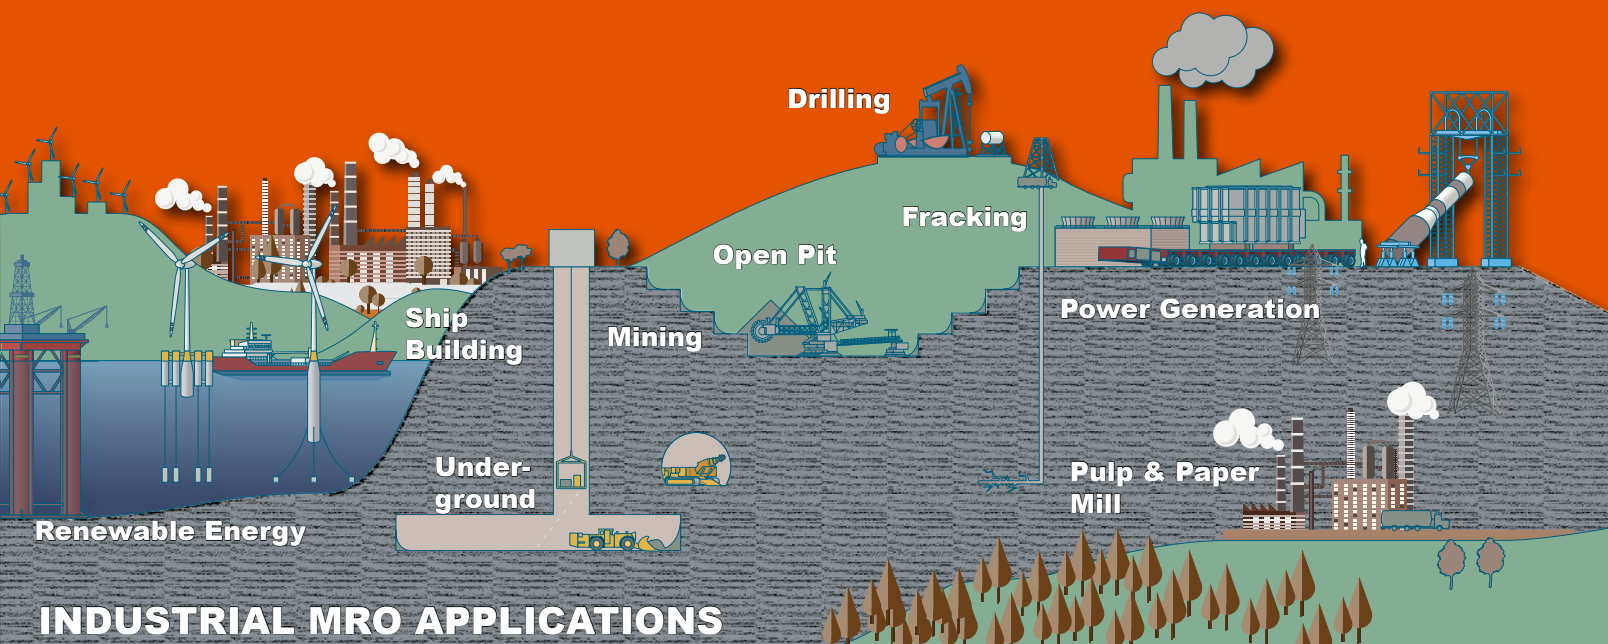 Drilling
Fracking
Open Pit
Ship
Building
Mining
Power Generation
Under-
ground
Pulp & Paper
Mill
Renewable Energy
INDUSTRIAL MRO APPLICATIONS